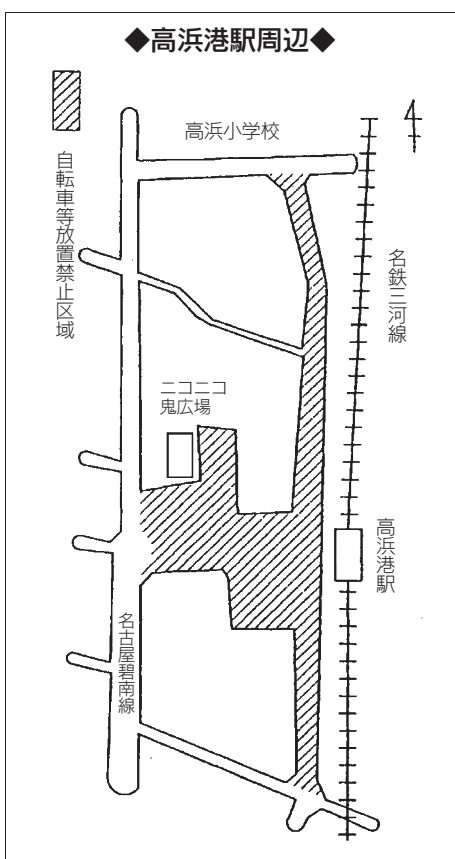 ◆高浜港駅周辺◆
自転車等放置禁止区域
高浜小学校
名鉄三河線
ニコニコ
鬼広場
高浜港駅
名古屋碧南線